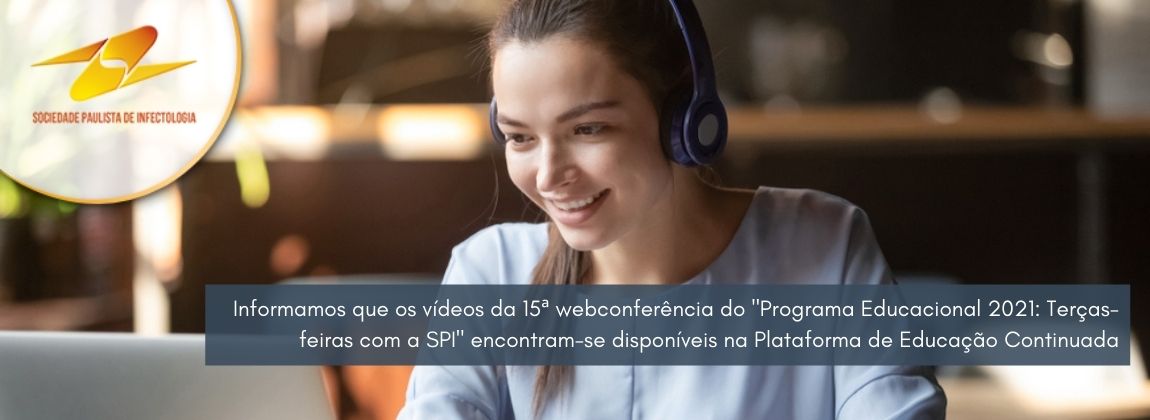 SOCIEDADE PAULISTA DE INFECTOLOGIA
Informamos que os vídeos da 15ª webconferência do "Programa Educacional 2021: Terças-
feiras com a SPI" encontram-se disponíveis na Plataforma de Educação Continuada